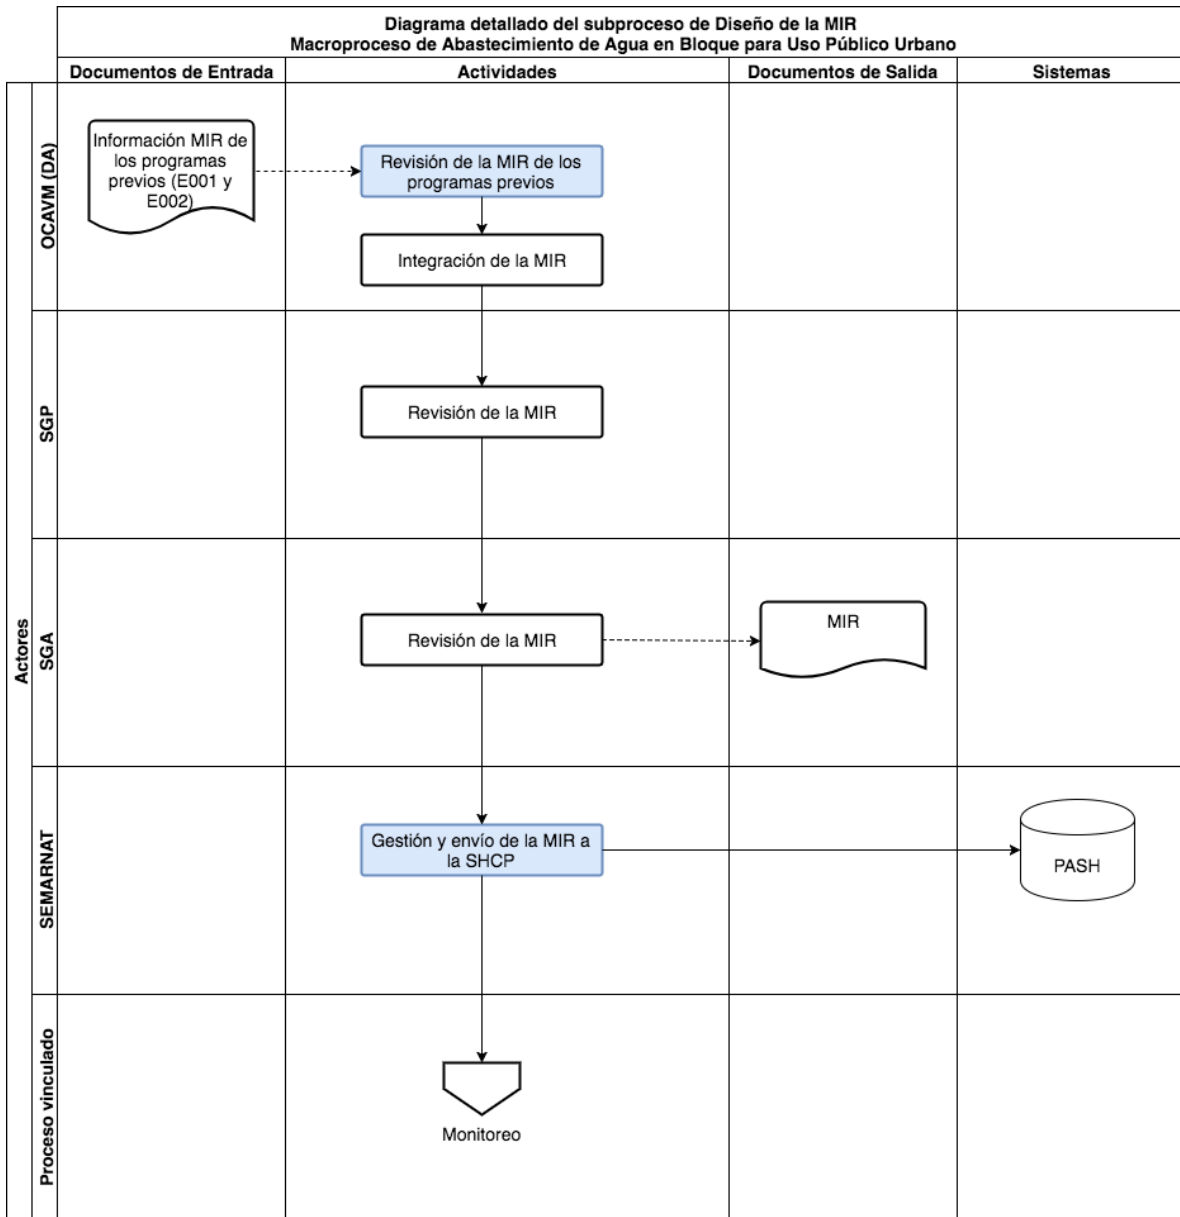 Diagrama detallado del subproceso de Diseño de la MIR
Macroproceso de Abastecimiento de Agua en Bloque para Uso Público Urbano
Documentos de Entrada
Actividades
Documentos de Salida
Sistemas
Actores
OCAVM (DA)
Información MIR de
los programas
previos (E001 y
E002)
Revisión de la MIR de los
programas previos
Integración de la MIR
SGP
Revisión de la MIR
SGA
Revisión de la MIR
MIR
SEMARNAT
Gestión y envío de la MIR a
la SHCP
PASH
Proceso vinculado
Monitoreo